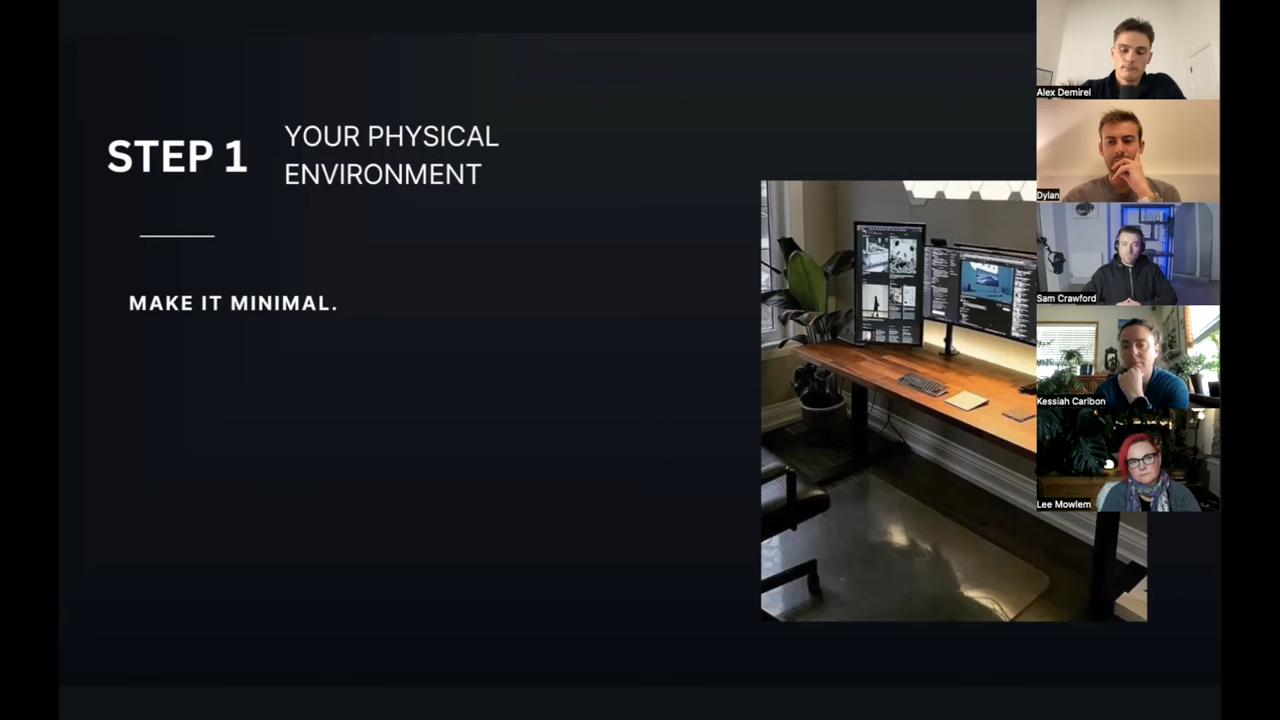 STEP 1
YOUR PHYSICAL
ENVIRONMENT
MAKE IT MINIMAL.
Alex Demirel
Dylan
Sam Crawford
Kessiah Carlbon
Lee Mowlem